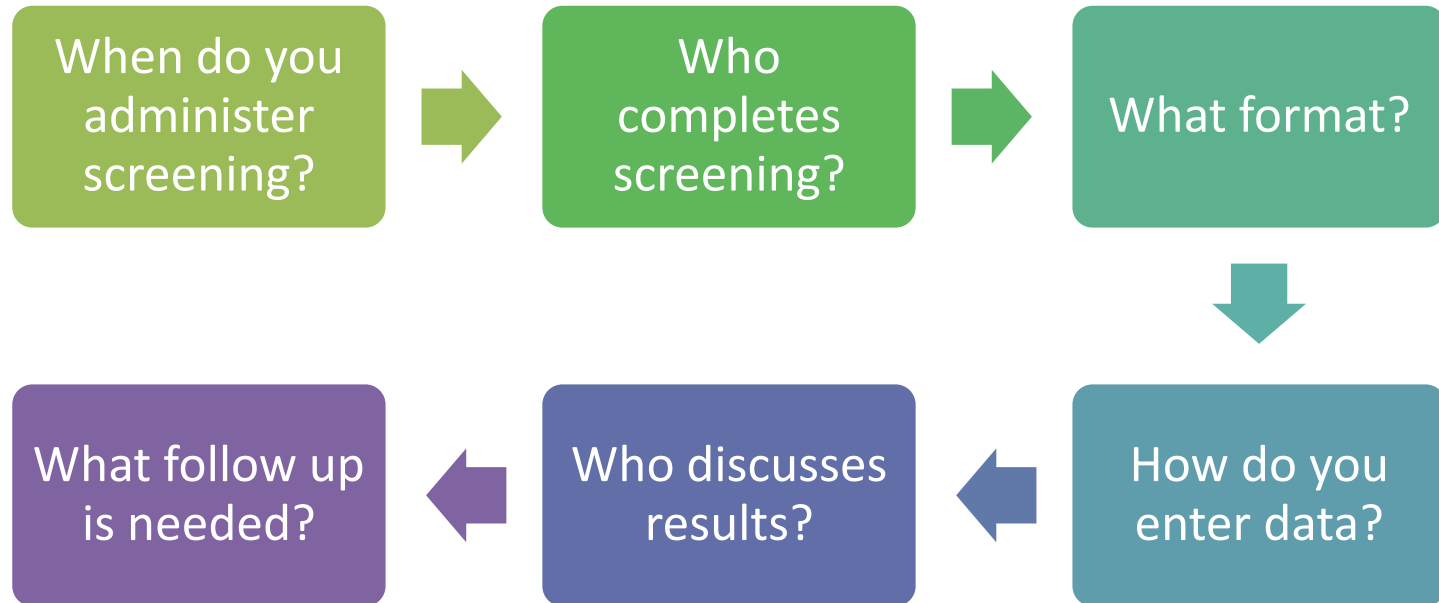 When do you
administer
screening?
Who
completes
screening?
What format?
How do you
enter data?
Who discusses
results?
What follow up
is needed?